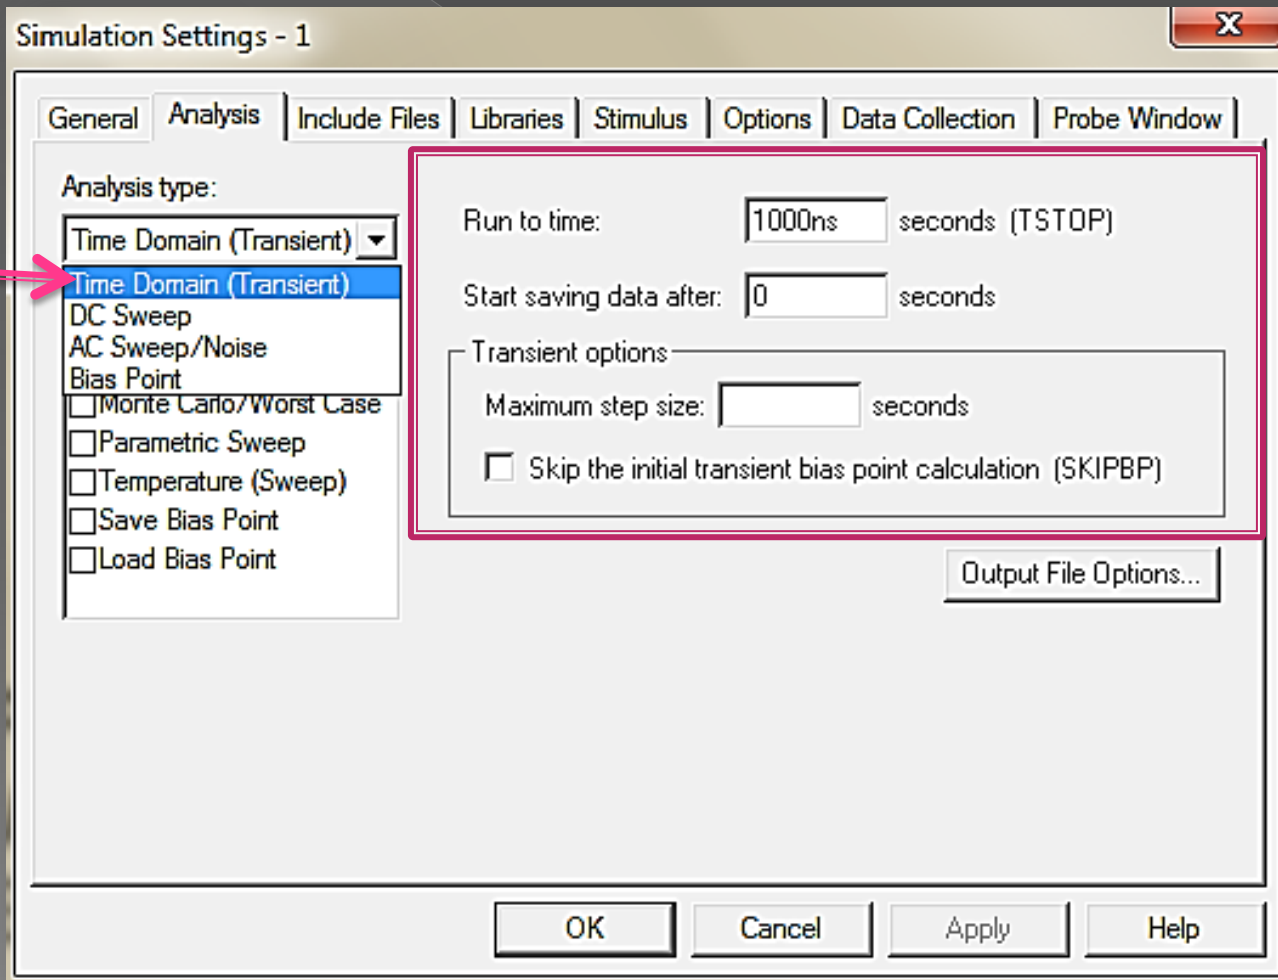 Simulation Settings - 1
x
General Analysis Include Files Libraries Stimulus Options Data Collection Probe Window
Analysis type:
Time Domain (Transient)
Time Domain (Transient)
DC Sweep
AC Sweep/Noise
Bias Point
Monte Carlo/Worst Case
Parametric Sweep
Temperature (Sweep)
Save Bias Point
Load Bias Point
Run to time: 1000ns seconds (TSTOP)
Start saving data after: 0 seconds
Transient options
Maximum step size: seconds
Skip the initial transient bias point calculation (SKIPBP)
Output File Options...
OK Cancel Apply Help